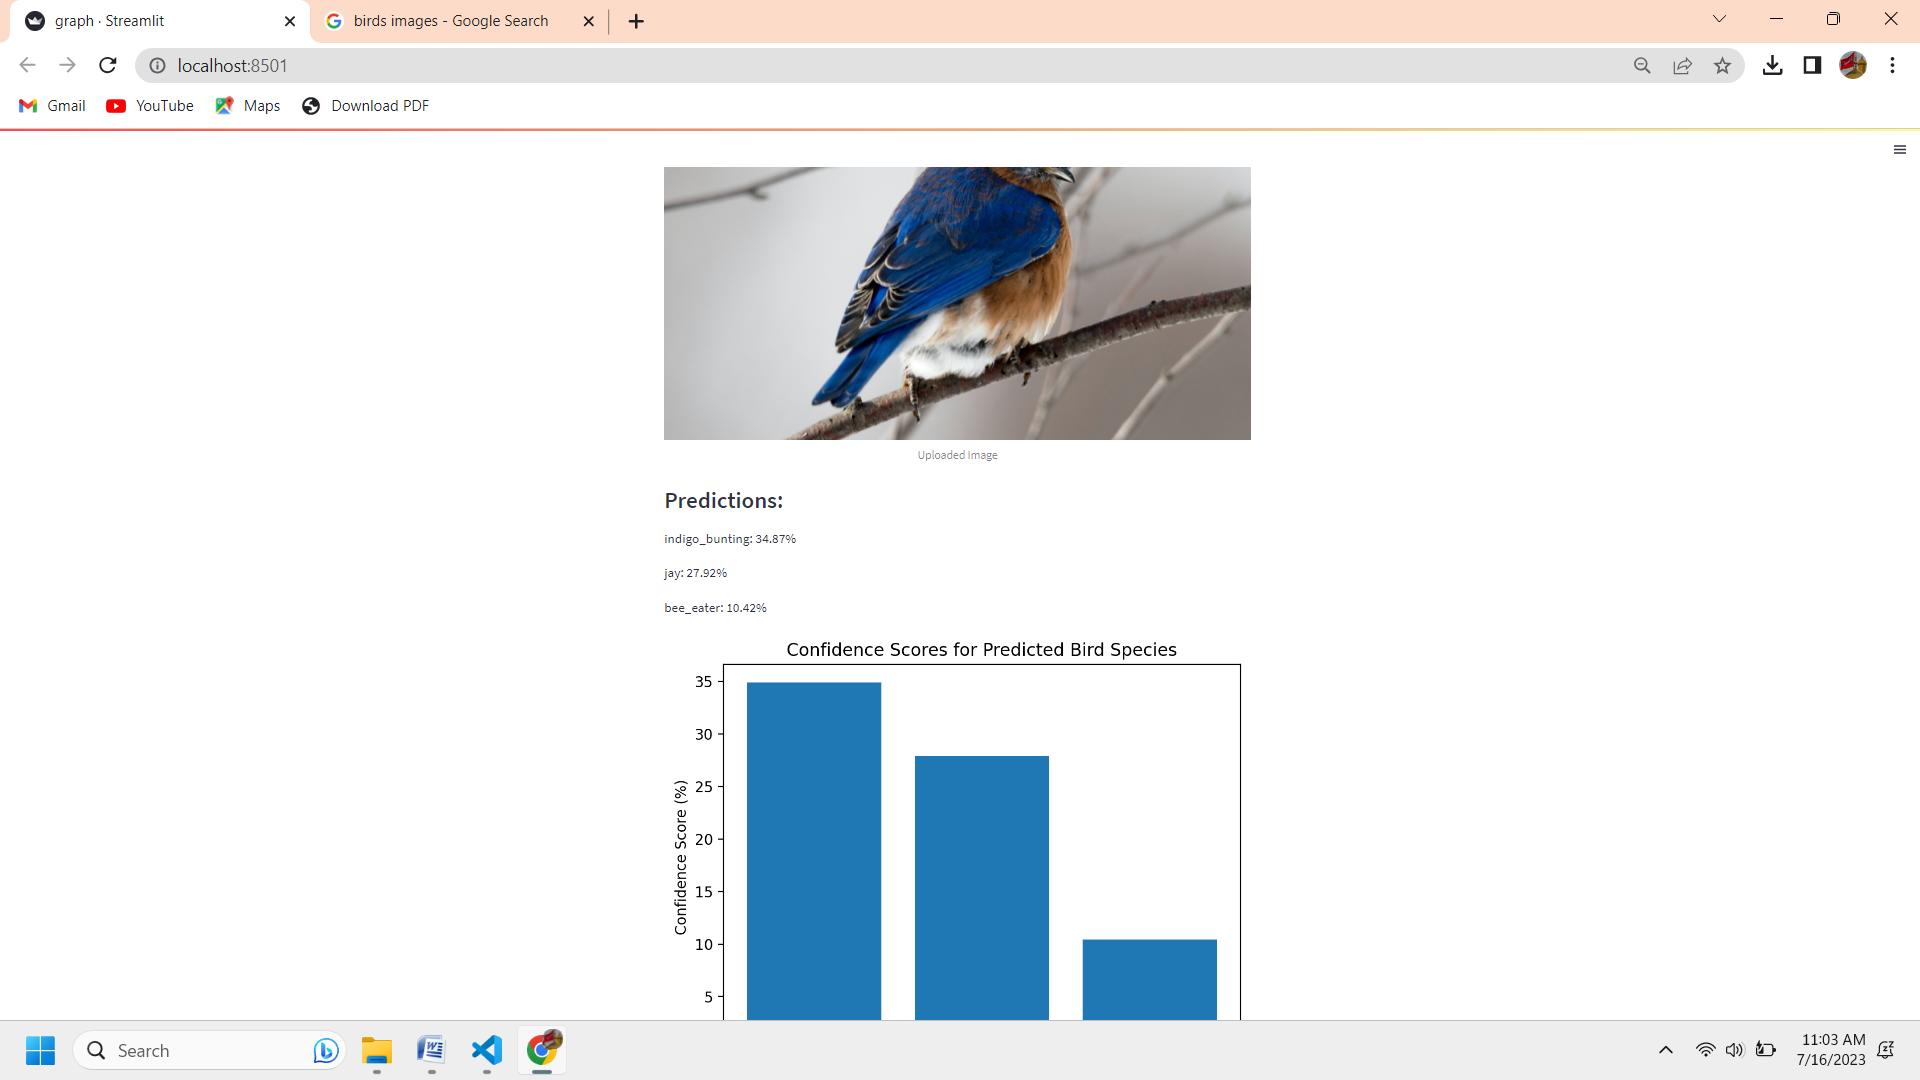 graph · Streamlit
birds images - Google Search
localhost:8501
Gmail
YouTube
Maps
Download PDF
Uploaded Image
Predictions:
indigo_bunting: 34.87%
jay: 27.92%
bee_eater: 10.42%
Confidence Scores for Predicted Bird Species
35
30
25
20
15
10
5
Confidence Score (%)
Search
11:03 AM
7/16/2023